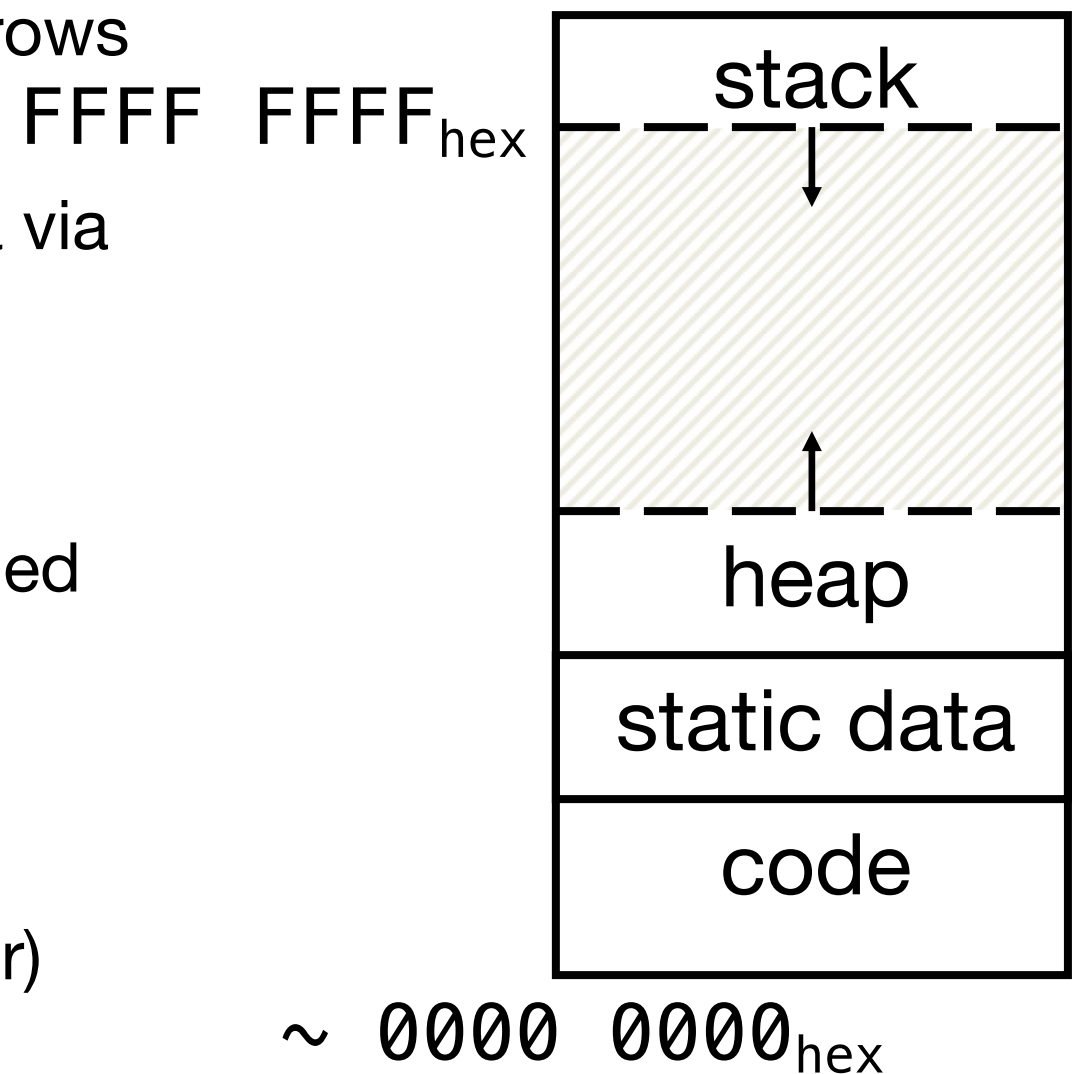 rows
stack
FFFF FFFFhex
via
heap
ed
static data
code
r)
~ 0000 0000hex